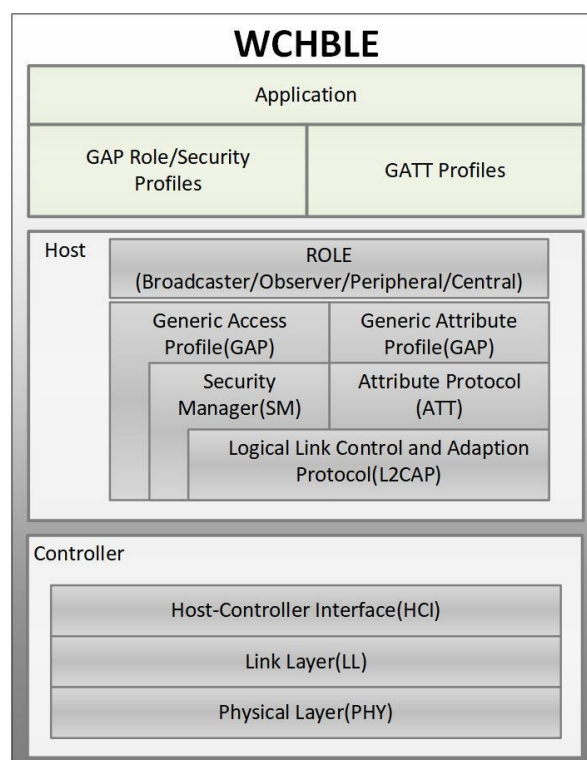 WCHBLE
Application
GAP Role/Security
Profiles
GATT Profiles
Host
ROLE
(Broadcaster/Observer/Peripheral/Central)
Generic Access
Profile(GAP)
Generic Attribute
Profile(GAP)
Security
Manager(SM)
Attribute Protocol
(ATT)
Logical Link Control and Adaption
Protocol(L2CAP)
Controller
Host-Controller Interface(HCI)
Link Layer(LL)
Physical Layer(PHY)